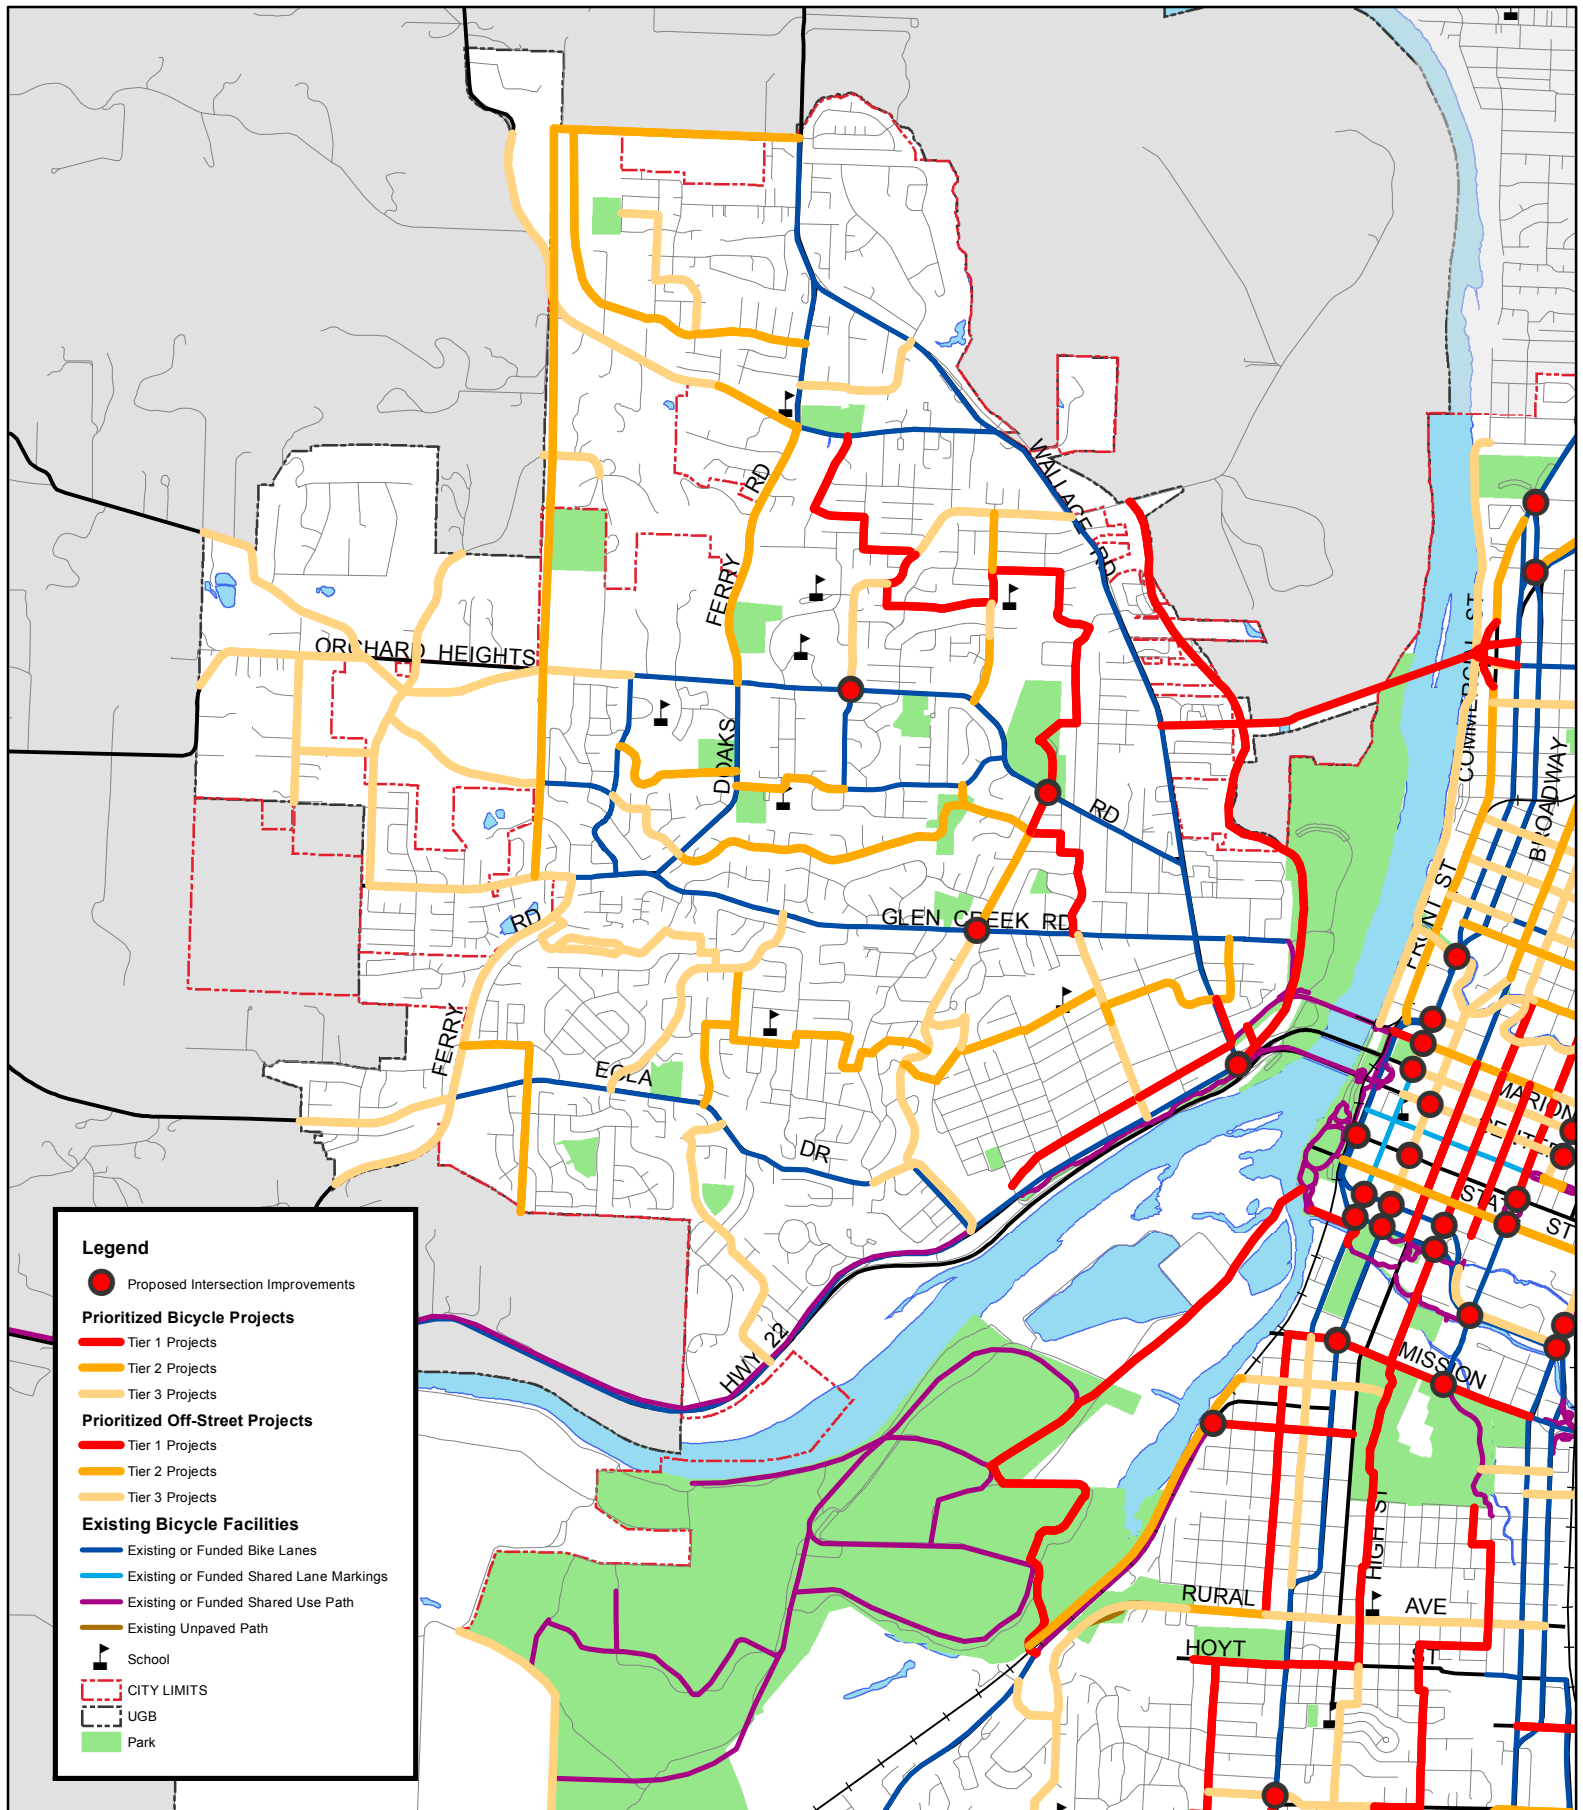 WALLACE RD
RD
FERRY
ORCHARD HEIGHTS
DOAKS
RD
COMMERCIAL ST
BROADWAY
FRONT ST
RD
GLEN CREEK RD
FERRY
EOLA
DR
MARION
CENTER
STATE
ST
HWY 22
MISSION
HIGH ST
RURAL
AVE
HOYT
ST
Legend
Proposed Intersection Improvements
Prioritized Bicycle Projects
Tier 1 Projects
Tier 2 Projects
Tier 3 Projects
Prioritized Off-Street Projects
Tier 1 Projects
Tier 2 Projects
Tier 3 Projects
Existing Bicycle Facilities
Existing or Funded Bike Lanes
Existing or Funded Shared Lane Markings
Existing or Funded Shared Use Path
Existing Unpaved Path
School
CITY LIMITS
UGB
Park